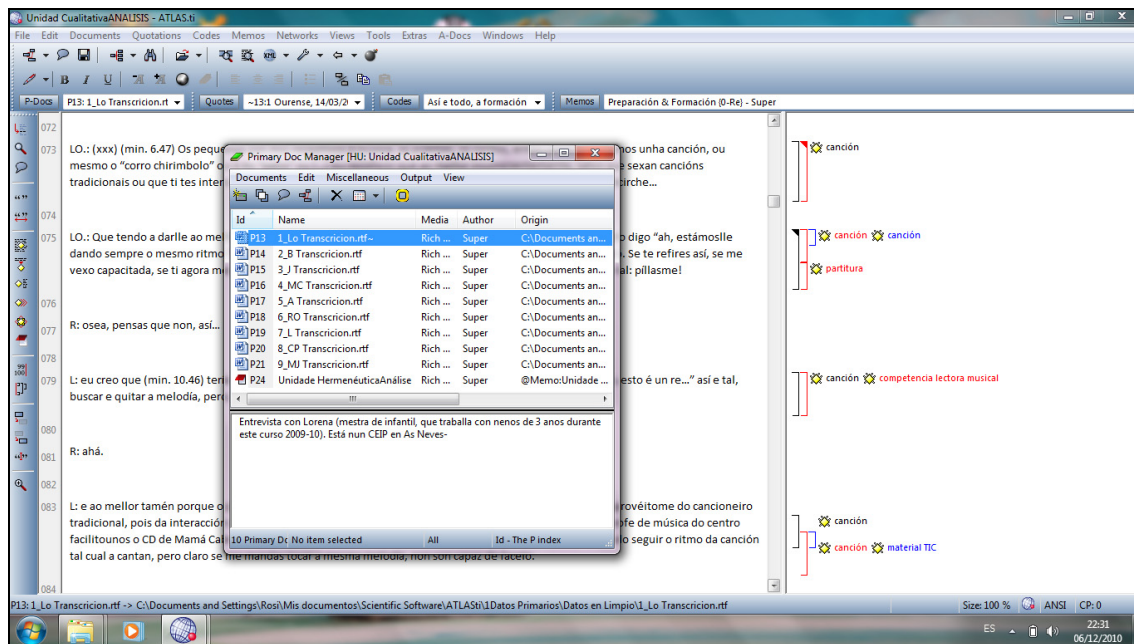 Unidad CualitativaANALISIS - ATLAS.ti
File Edit Documents Quotations Codes Memos Networks Views Tools Extras A-Docs Windows Help
P-Docs P13: 1_Lo Transcricion.rt Quotes ~13:1 Ourense, 14/03/2 Codes Así e todo, a formación Memos Preparación & Formación {0-Re} - Super
072
073 LO.: (xxx) (min. 6.47) Os peque nos unha canción, ou
mesmo o "corro chirimbolo" o e sexan cancións
tradicionais ou que ti tes inter circhе...
074
075 LO.: Que tendo a darlle ao mel o digo "ah, estámoslle
dando sempre o mesmo ritmo o. Se te refires así, se me
vexo capacitada, se ti agora m al: píllasme!
076
077 R: osea, pensas que non, así...
078
079 L: eu creo que (min. 10.46) teri esto é un re..." así e tal,
buscar e quitar a melodía, pero
080
081 R: ahá.
082
083 L: e ao mellor tamén porque o rovéitome do cancioneiro
tradicional, pois da interacción ofe de música do centro
facilitounos o CD de Mamá Cal lo seguir o ritmo da canción
tal cual a cantan, pero claro se me mandas tocar a mesma melodía, non son capaz de facelo.
084
canción
canción canción
partitura
canción competencia lectora musical
canción
canción material TIC
Primary Doc Manager [HU: Unidad CualitativaANALISIS]
Documents Edit Miscellaneous Output View
Id Name Media Author Origin
P13 1_Lo Transcricion.rtf~ Rich ... Super C:\Documents an...
P14 2_B Transcricion.rtf Rich ... Super C:\Documents an...
P15 3_J Transcricion.rtf Rich ... Super C:\Documents an...
P16 4_MC Transcricion.rtf Rich ... Super C:\Documents an...
P17 5_A Transcricion.rtf Rich ... Super C:\Documents an...
P18 6_RO Transcricion.rtf Rich ... Super C:\Documents an...
P19 7_L Transcricion.rtf Rich ... Super C:\Documents an...
P20 8_CP Transcricion.rtf Rich ... Super C:\Documents an...
P21 9_MJ Transcricion.rtf Rich ... Super C:\Documents an...
P24 Unidade HermenéuticaAnálise Rich ... Super @Memo:Unidade ...
Entrevista con Lorena (mestra de infantil, que traballa con nenos de 3 anos durante
este curso 2009-10). Está nun CEIP en As Neves-
10 Primary Dc No item selected All Id - The P index
P13: 1_Lo Transcricion.rtf -> C:\Documents and Settings\Rosi\Mis documentos\Scientific Software\ATLASti\1Datos Primarios\Datos en Limpio\1_Lo Transcricion.rtf Size: 100 % ANSI CP: 0
ES 22:31
06/12/2010